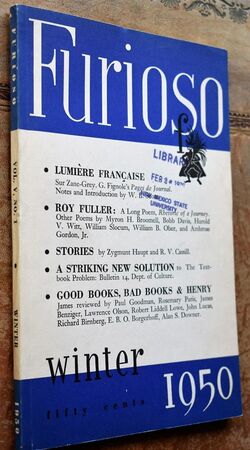 Furioso
LIBRARY
NEW MEXICO STATE
UNIVERSITY
• LUMIÈRE FRANÇAISE
Sur Zane-Grey. G. Fignole's Pages de Journal.
Notes and Introduction by W.
• ROY FULLER: A Long Poem, Rhetoric of a Journey.
Other Poems by Myron H. Broomell, Bobb Davis, Harold
V. Witt, William Slocum, William B. Ober, and Ambrose
Gordon, Jr.
• STORIES by Zygmunt Haupt and R. V. Cassill.
• A STRIKING NEW SOLUTION to The Text-
book Problem: Bulletin 14, Dept. of Culture.
• GOOD BOOKS, BAD BOOKS & HENRY
James reviewed by Paul Goodman, Rosemary Paris, James
Benziger, Lawrence Olson, Robert Liddell Lowe, John Lucas,
Richard Birnberg, E. B. O. Borgerhoff, Alan S. Downer.
winter
fifty cents
1950
FURIOSO
VOL. V, NO.
WINTER
1950